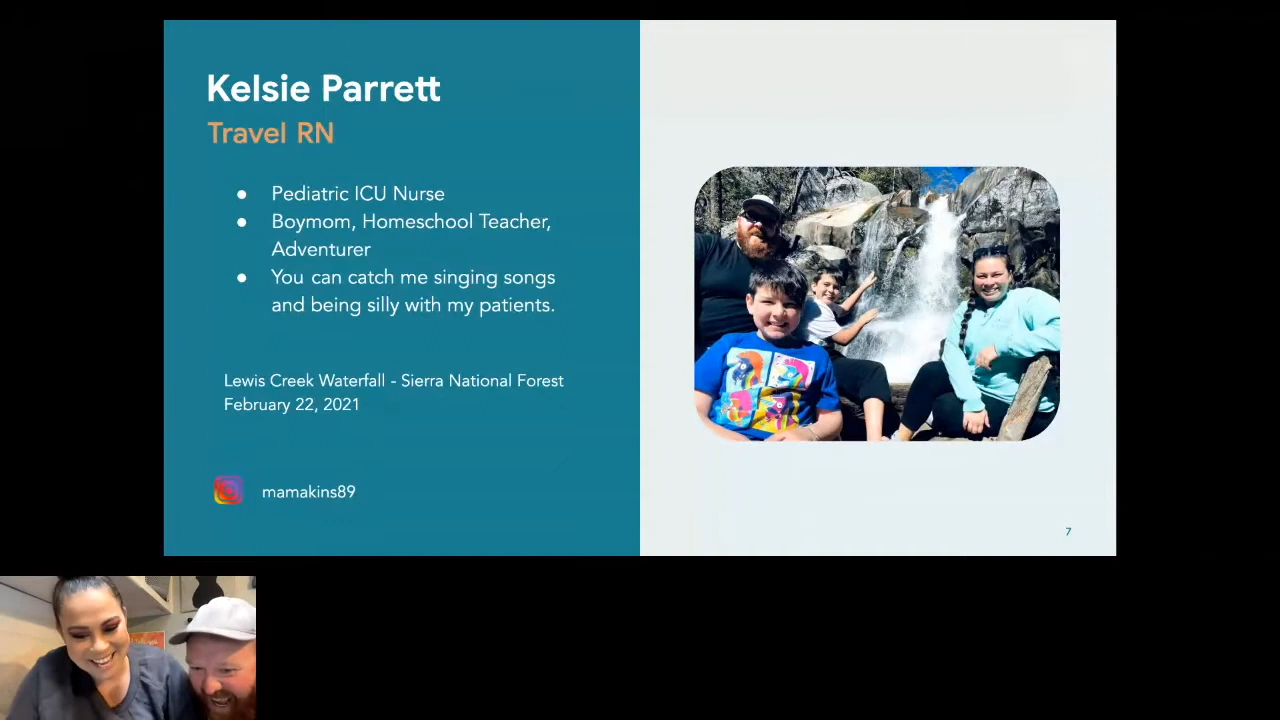 Kelsie Parrett
Travel RN
● Pediatric ICU Nurse
● Boymom, Homeschool Teacher,
Adventurer
● You can catch me singing songs
and being silly with my patients.
Lewis Creek Waterfall - Sierra National Forest
February 22, 2021
mamakins89
7